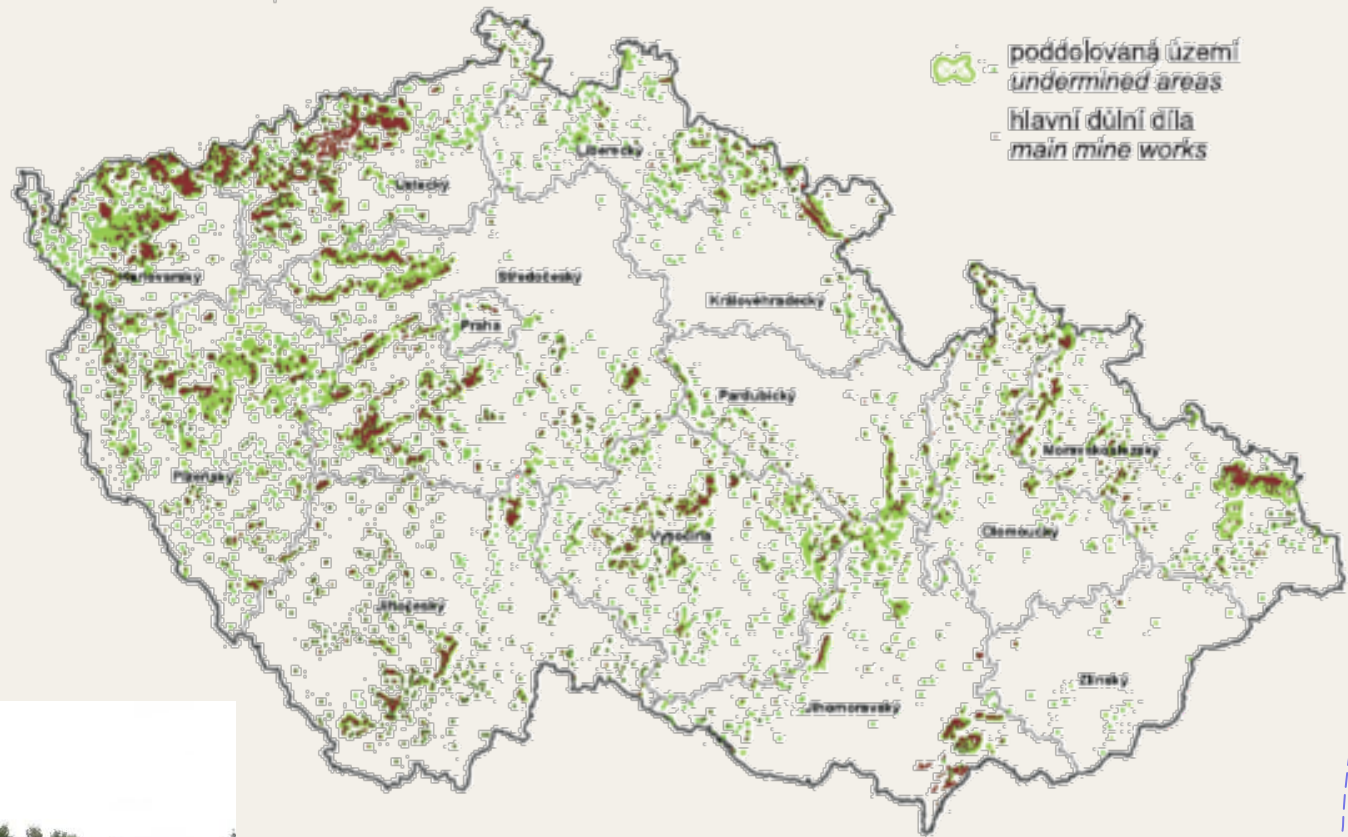 poddolovaná území
undermined areas
hlavní důlní díla
main mine works
Liberecký
Ústecký
Karlovarský
Středočeský
Královéhradecký
Praha
Pardubický
Moravskoslezský
Plzeňský
Vysočina
Olomoucký
Jihočeský
Zlínský
Jihomoravský